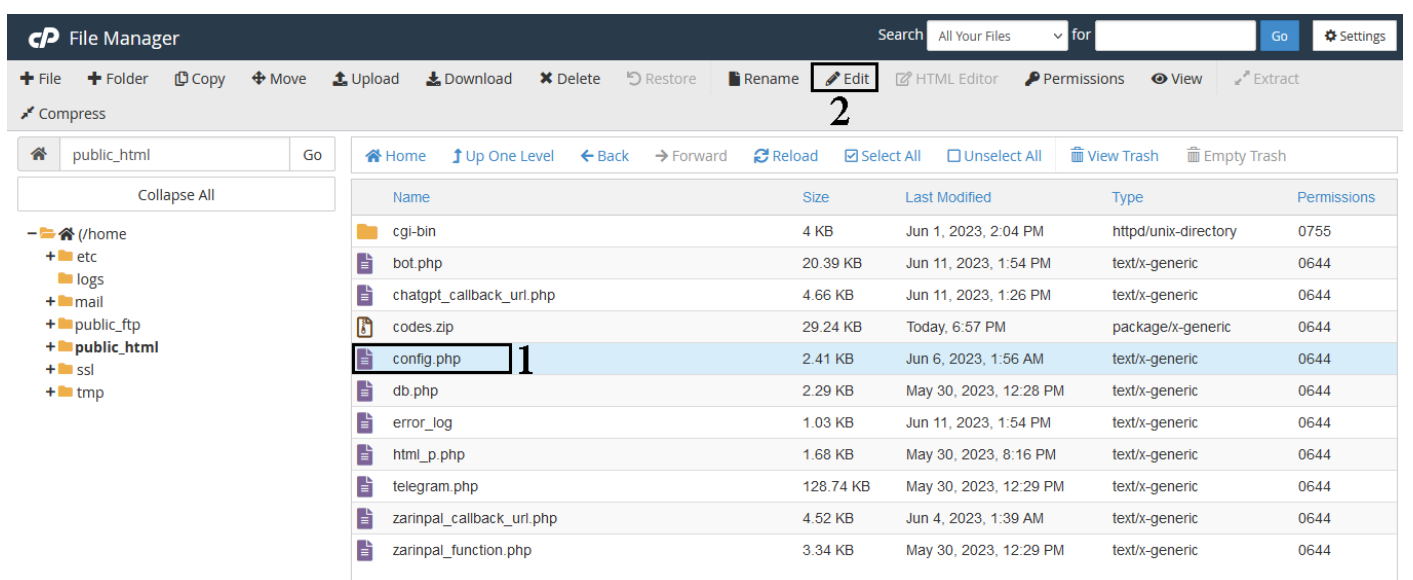 cP File Manager Search All Your Files for Go Settings
File Folder Copy Move Upload Download Delete Restore Rename Edit HTML Editor Permissions View Extract
Compress
2
public_html Go
Home Up One Level Back Forward Reload Select All Unselect All View Trash Empty Trash
Collapse All
Name Size Last Modified Type Permissions
(/home
etc
logs
mail
public_ftp
public_html
ssl
tmp
cgi-bin 4 KB Jun 1, 2023, 2:04 PM httpd/unix-directory 0755
bot.php 20.39 KB Jun 11, 2023, 1:54 PM text/x-generic 0644
chatgpt_callback_url.php 4.66 KB Jun 11, 2023, 1:26 PM text/x-generic 0644
codes.zip 29.24 KB Today, 6:57 PM package/x-generic 0644
config.php 1 2.41 KB Jun 6, 2023, 1:56 AM text/x-generic 0644
db.php 2.29 KB May 30, 2023, 12:28 PM text/x-generic 0644
error_log 1.03 KB Jun 11, 2023, 1:54 PM text/x-generic 0644
html_p.php 1.68 KB May 30, 2023, 8:16 PM text/x-generic 0644
telegram.php 128.74 KB May 30, 2023, 12:29 PM text/x-generic 0644
zarinpal_callback_url.php 4.52 KB Jun 4, 2023, 1:39 AM text/x-generic 0644
zarinpal_function.php 3.34 KB May 30, 2023, 12:29 PM text/x-generic 0644